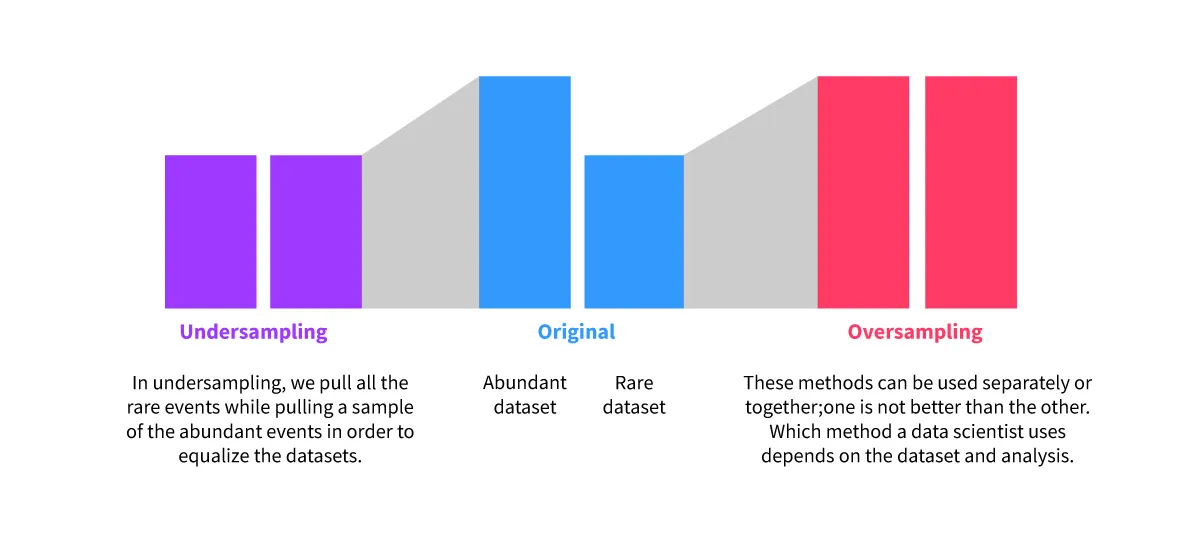 Undersampling
In undersampling, we pull all the
rare events while pulling a sample
of the abundant events in order to
equalize the datasets.
Original
Abundant
dataset
Rare
dataset
Oversampling
These methods can be used separately or
together;one is not better than the other.
Which method a data scientist uses
depends on the dataset and analysis.